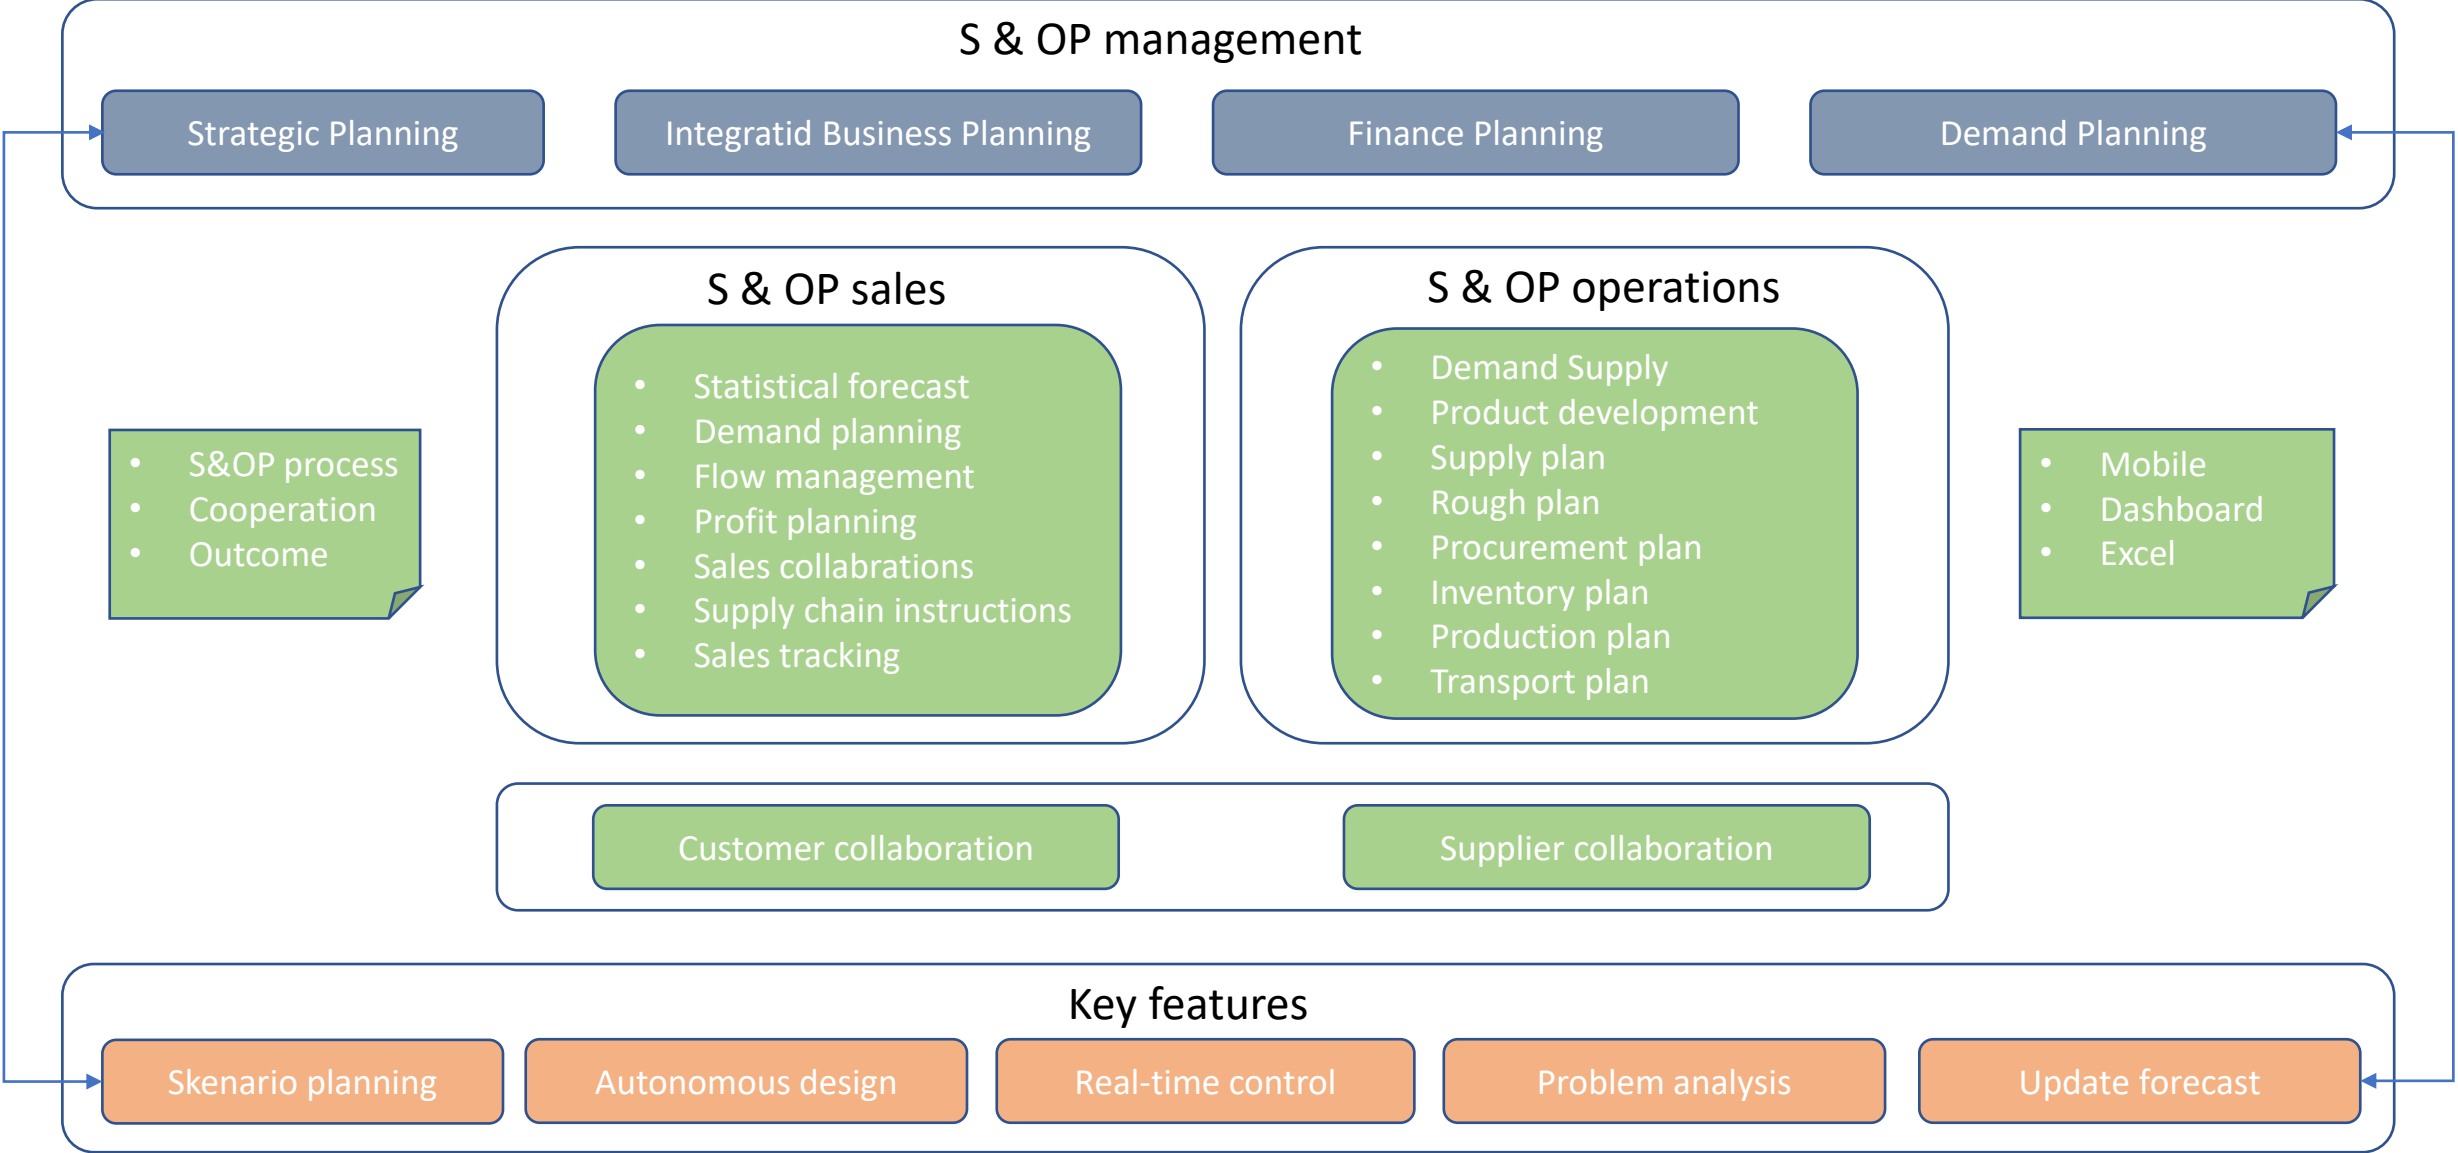 S & OP management
Strategic Planning
Integratid Business Planning
Finance Planning
Demand Planning
S & OP sales
• Statistical forecast
• Demand planning
• Flow management
• Profit planning
• Sales collabrations
• Supply chain instructions
• Sales tracking
S & OP operations
• Demand Supply
• Product development
• Supply plan
• Rough plan
• Procurement plan
• Inventory plan
• Production plan
• Transport plan
• S&OP process
• Cooperation
• Outcome
• Mobile
• Dashboard
• Excel
Customer collaboration
Supplier collaboration
Key features
Skenario planning
Autonomous design
Real-time control
Problem analysis
Update forecast